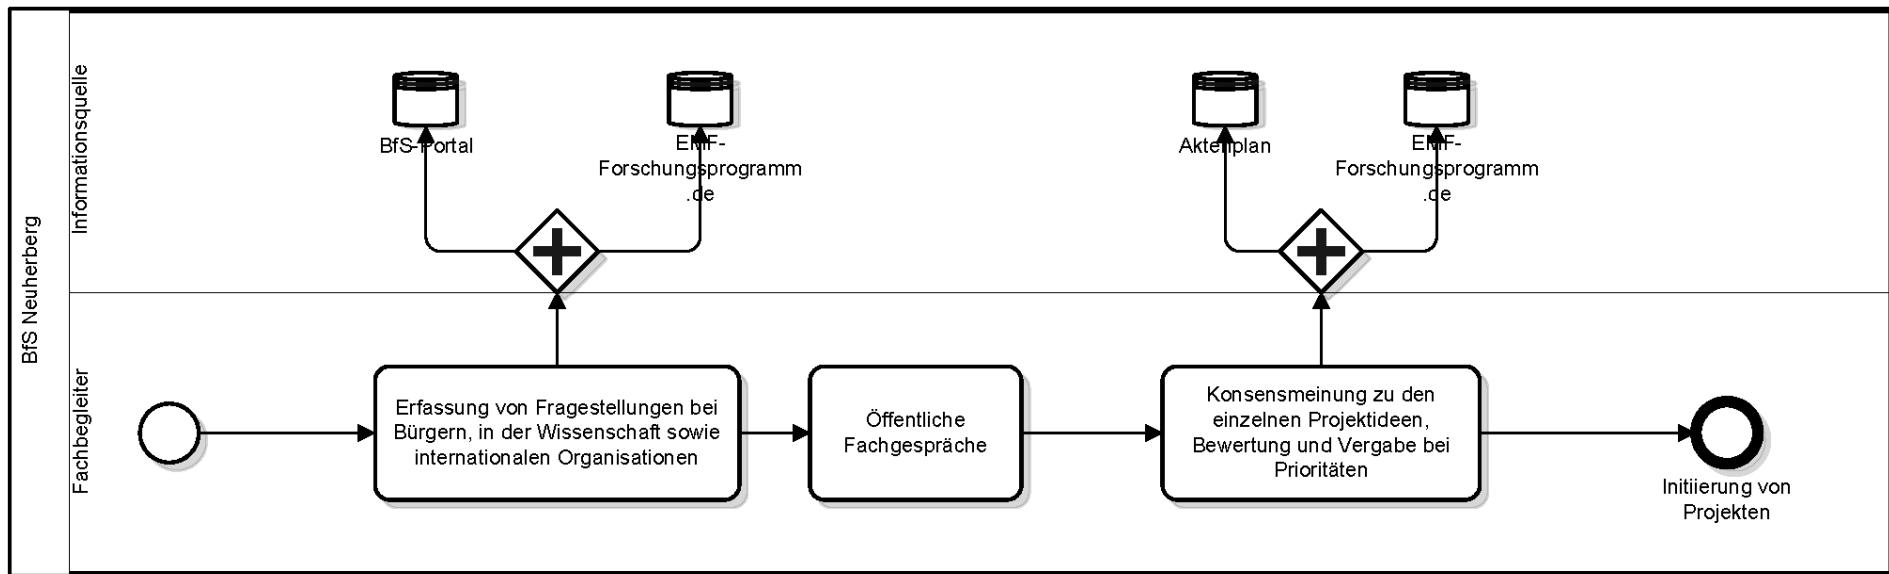 BfS Neuherberg
Informationsquelle
BfS-Portal
EMF-
Forschungsprogramm
.de
Aktenplan
EMF-
Forschungsprogramm
.de
Fachbegleiter
Erfassung von Fragestellungen bei
Bürgern, in der Wissenschaft sowie
internationalen Organisationen
Öffentliche
Fachgespräche
Konsensmeinung zu den
einzelnen Projektideen,
Bewertung und Vergabe bei
Prioritäten
Initiierung von
Projekten